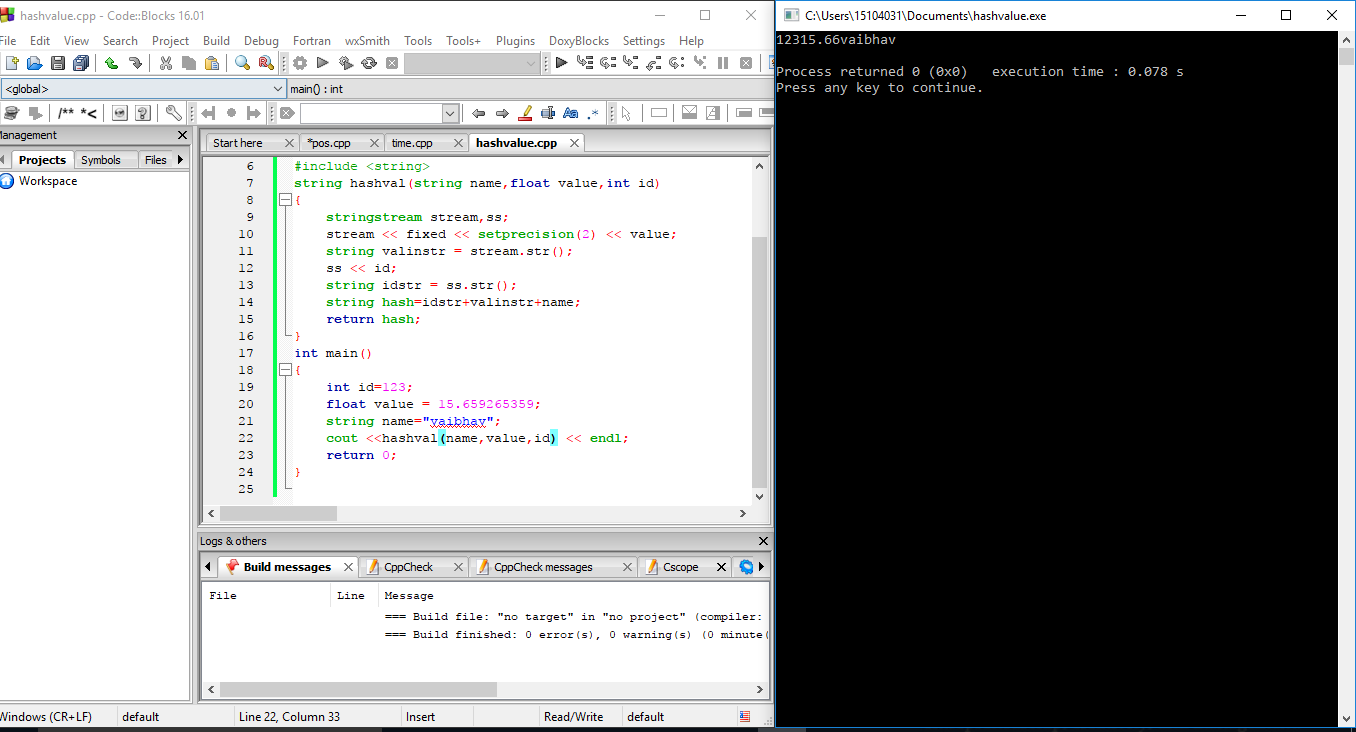 hashvalue.cpp - Code::Blocks 16.01
File Edit View Search Project Build Debug Fortran wxSmith Tools Tools+ Plugins DoxyBlocks Settings Help
<global>
main() : int
/** *<
Aa .*
Management
Projects Symbols Files
Workspace
Start here *pos.cpp time.cpp hashvalue.cpp
6 #include <string>
7 string hashval(string name,float value,int id)
8 {
9 stringstream stream,ss;
10 stream << fixed << setprecision(2) << value;
11 string valinstr = stream.str();
12 ss << id;
13 string idstr = ss.str();
14 string hash=idstr+valinstr+name;
15 return hash;
16 }
17 int main()
18 {
19 int id=123;
20 float value = 15.659265359;
21 string name="vaibhav";
22 cout <<hashval(name,value,id) << endl;
23 return 0;
24 }
25
Logs & others
Build messages CppCheck CppCheck messages Cscope
File Line Message
=== Build file: "no target" in "no project" (compiler:
=== Build finished: 0 error(s), 0 warning(s) (0 minute(
Windows (CR+LF) default Line 22, Column 33 Insert Read/Write default
C:\Users\15104031\Documents\hashvalue.exe
12315.66vaibhav
Process returned 0 (0x0) execution time : 0.078 s
Press any key to continue.